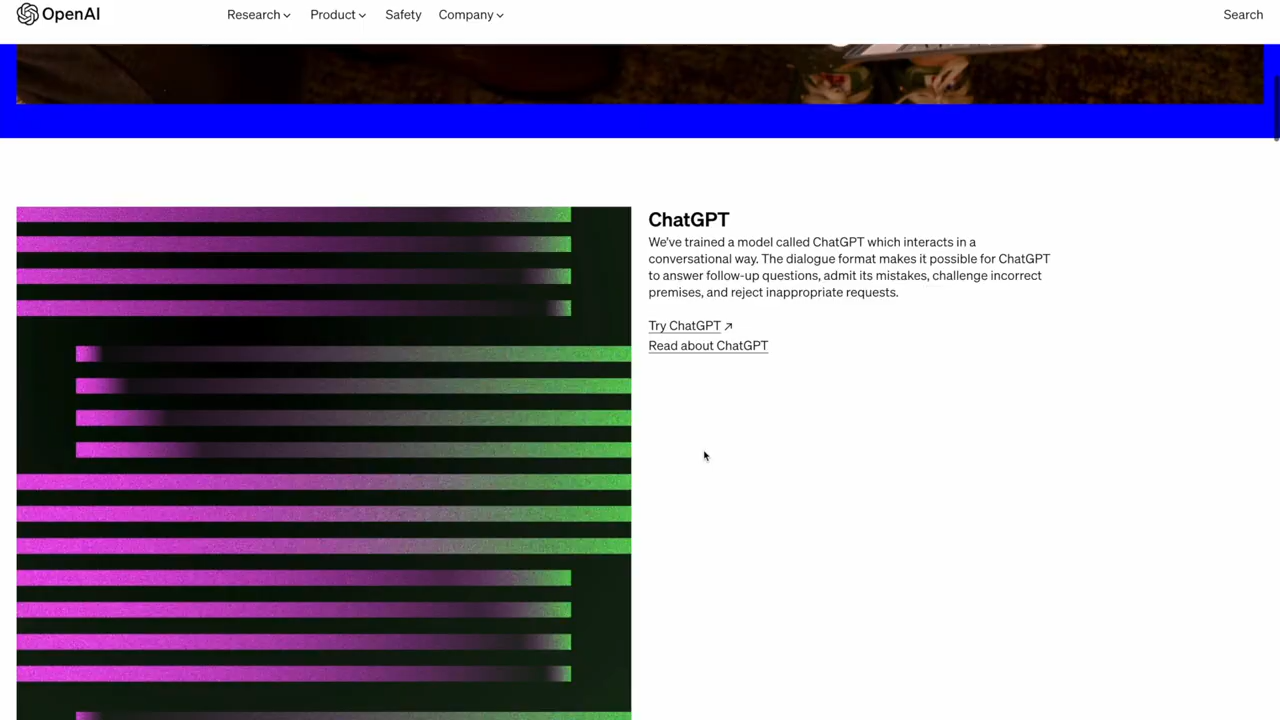 OpenAI
Research
Product
Safety
Company
Search
ChatGPT
We've trained a model called ChatGPT which interacts in a
conversational way. The dialogue format makes it possible for ChatGPT
to answer follow-up questions, admit its mistakes, challenge incorrect
premises, and reject inappropriate requests.
Try ChatGPT ↗
Read about ChatGPT